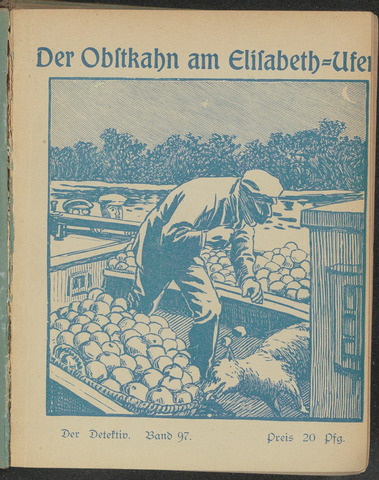 Der Obstkahn am Elisabeth=Ufer
Der Detektiv. Band 97. Preis 20 Pfg.